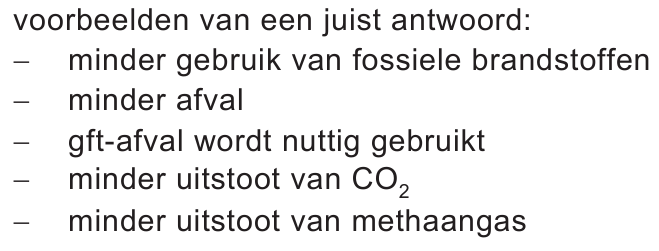 voorbeelden van een juist antwoord:
– minder gebruik van fossiele brandstoffen
– minder afval
– gft-afval wordt nuttig gebruikt
– minder uitstoot van CO₂
– minder uitstoot van methaangas